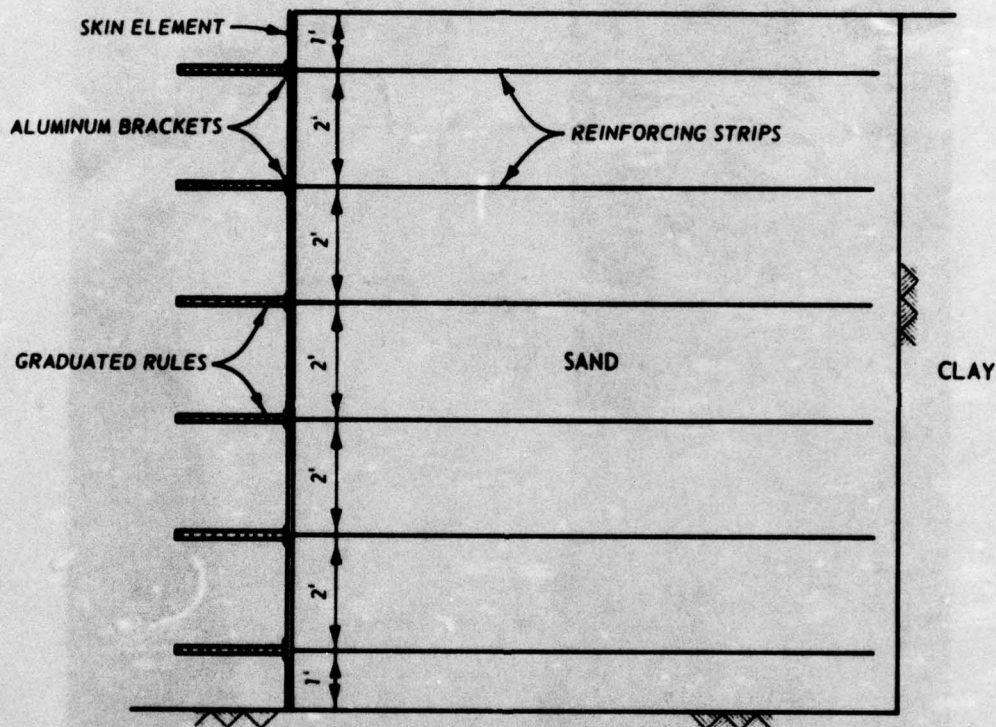 SKIN ELEMENT
1'
ALUMINUM BRACKETS
2'
REINFORCING STRIPS
2'
GRADUATED RULES
2'
SAND
CLAY
2'
2'
1'